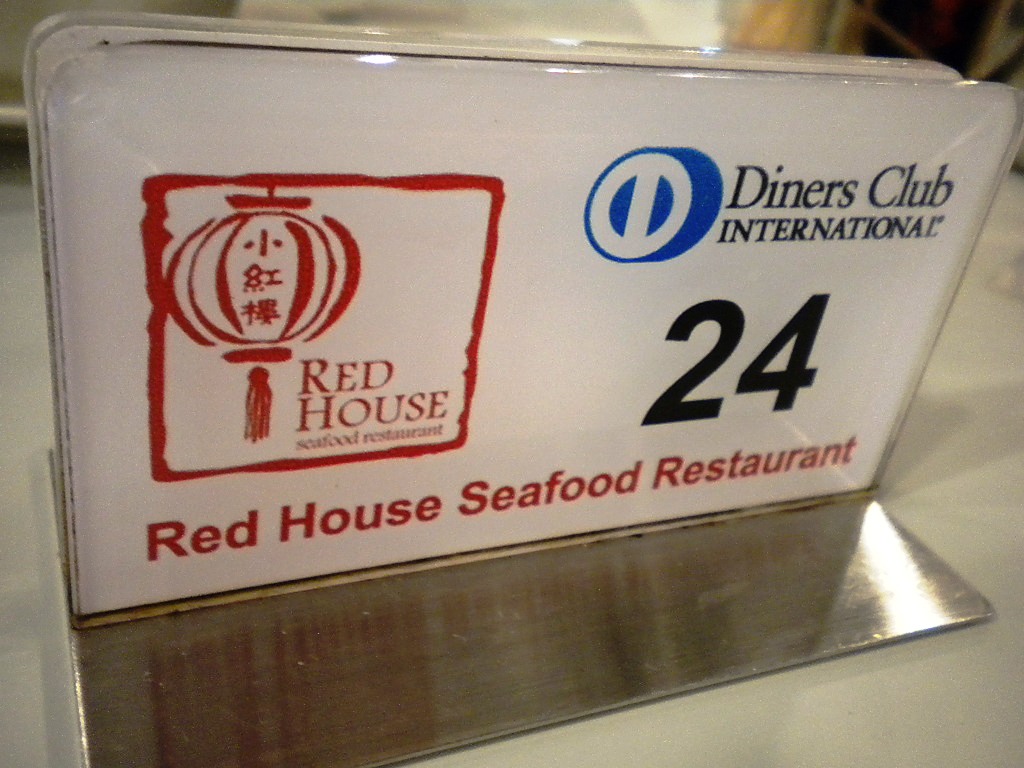 小
紅
樓
RED
HOUSE
seafood restaurant
Diners Club
INTERNATIONAL®
24
Red House Seafood Restaurant